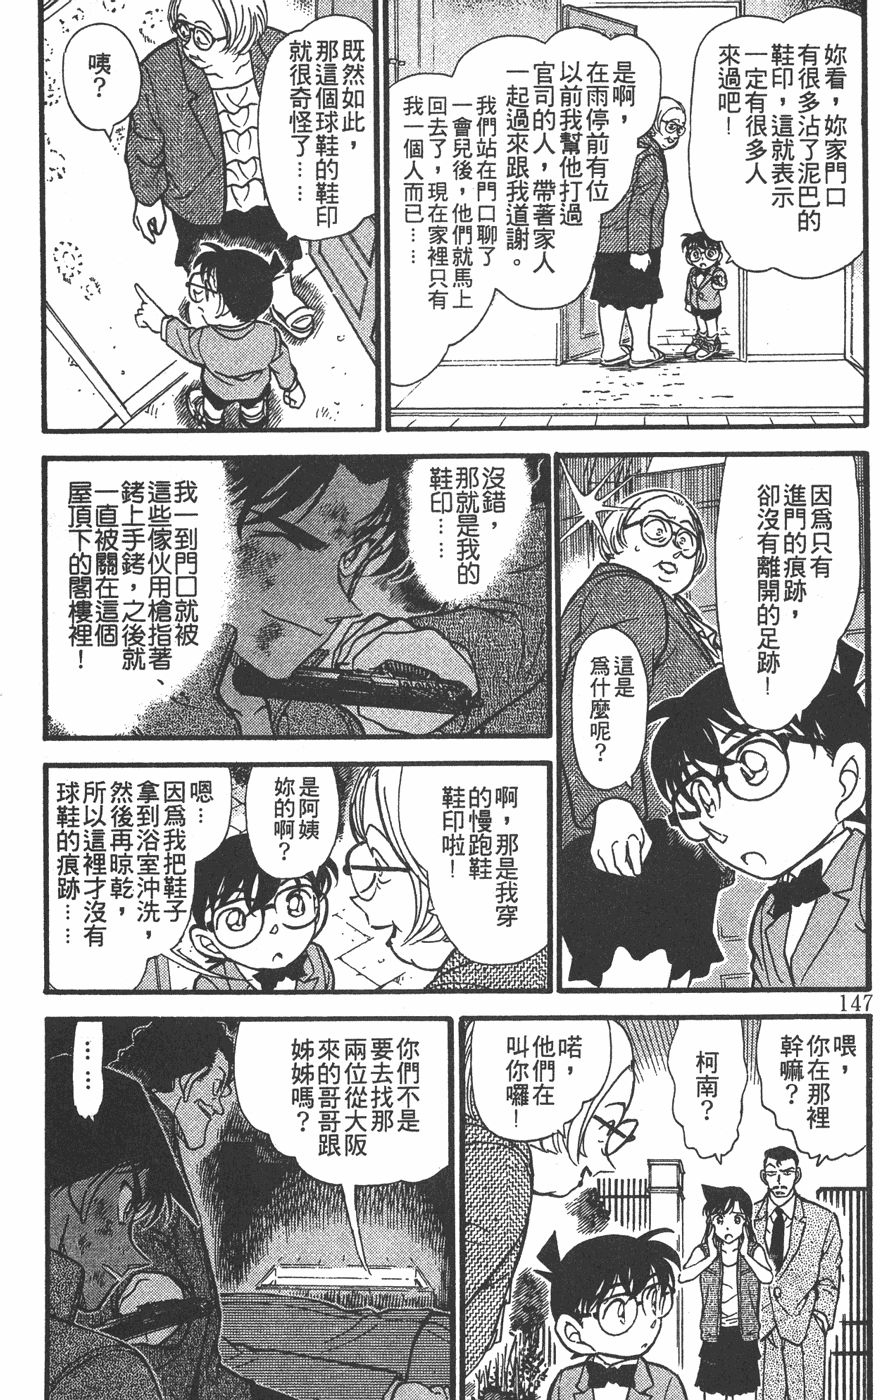 妳看，妳家門口
有很多沾了泥巴的
鞋印，這就表示
一定有很多人
來過吧！
是啊，
在雨停前有位
以前我幫他打過
官司的人，帶著家人
一起過來跟我道謝。
我們站在門口聊了
一會兒後，他們就馬上
回去了，現在家裡只有
我一個人而已……
既然如此，
那這個球鞋的鞋印
就很奇怪了……
咦？
因為只有
進門的痕跡，
卻沒有離開的足跡！
這是
為什麼呢？
沒錯，
那就是我的
鞋印……
我一到門口就被
這些傢伙用槍指著、
銬上手銬，之後就
一直被關在這個
屋頂下的閣樓裡！
啊，那是我穿
的慢跑鞋
鞋印啦！
是阿姨
妳的啊？
嗯…
因為我把鞋子
拿到浴室沖洗，
然後再晾乾，
所以這裡才沒有
球鞋的痕跡……
147
喂，
你在那裡
幹嘛？
柯南？
喏，
他們在
叫你囉！
你們不是
要去找那
兩位從大阪
來的哥哥跟
姊姊嗎？
……